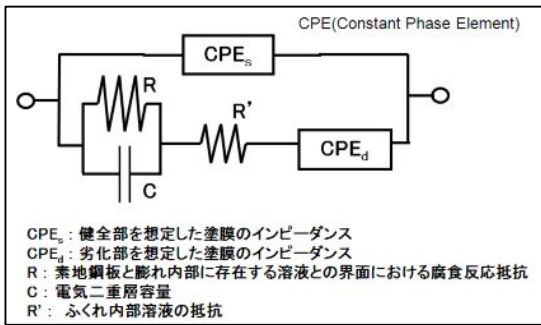 CPE(Constant Phase Element)
CPEs
R
R'
CPEd
C
CPEs : 健全部を想定した塗膜のインピーダンス
CPEd : 劣化部を想定した塗膜のインピーダンス
R : 素地鋼板と膨れ内部に存在する溶液との界面における腐食反応抵抗
C : 電気二重層容量
R' : ふくれ内部溶液の抵抗